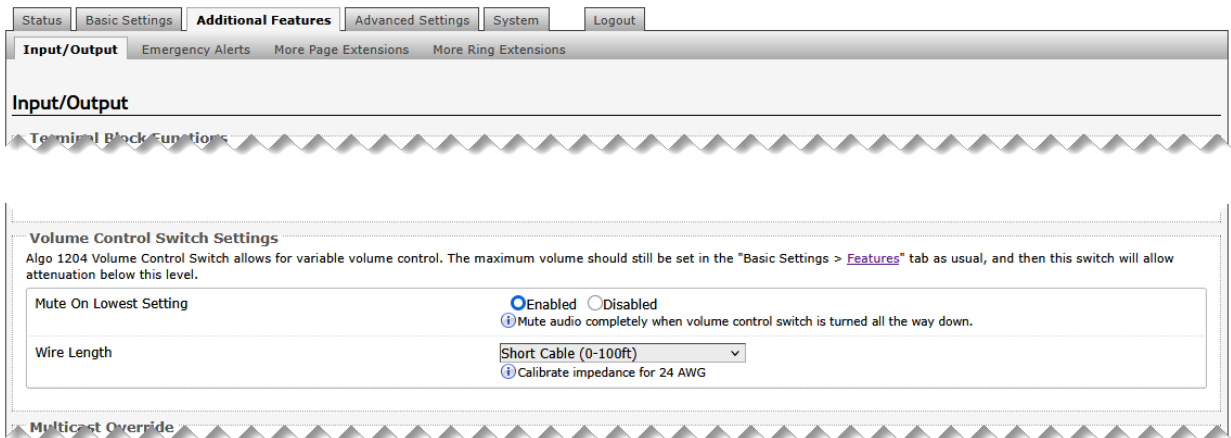 Status Basic Settings Additional Features Advanced Settings System Logout
Input/Output Emergency Alerts More Page Extensions More Ring Extensions
Input/Output
Terminal Block Functions
Volume Control Switch Settings
Algo 1204 Volume Control Switch allows for variable volume control. The maximum volume should still be set in the "Basic Settings > Features" tab as usual, and then this switch will allow
attenuation below this level.
Mute On Lowest Setting Enabled Disabled
Mute audio completely when volume control switch is turned all the way down.
Wire Length Short Cable (0-100ft)
Calibrate impedance for 24 AWG
Multicast Override